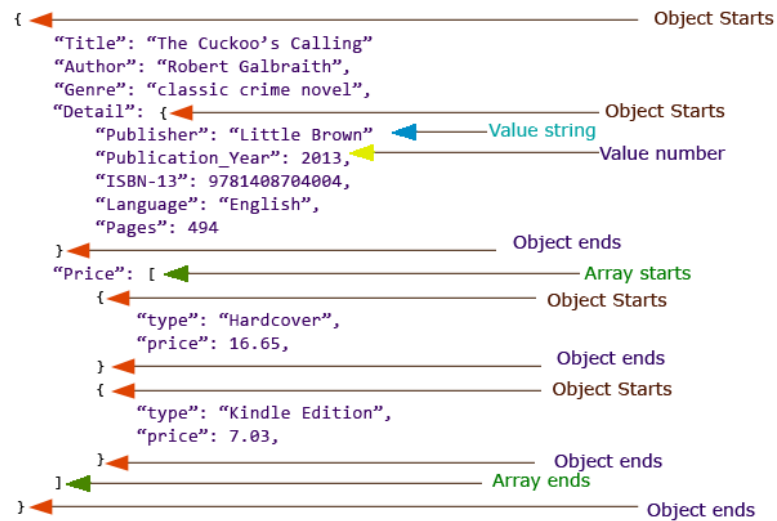 { Object Starts
“Title”: “The Cuckoo’s Calling”
“Author”: “Robert Galbraith”,
“Genre”: “classic crime novel”,
“Detail”: { Object Starts
“Publisher”: “Little Brown” Value string
“Publication_Year”: 2013, Value number
“ISBN-13”: 9781408704004,
“Language”: “English”,
“Pages”: 494
} Object ends
“Price”: [ Array starts
{ Object Starts
“type”: “Hardcover”,
“price”: 16.65,
} Object ends
{ Object Starts
“type”: “Kindle Edition”,
“price”: 7.03,
} Object ends
] Array ends
} Object ends